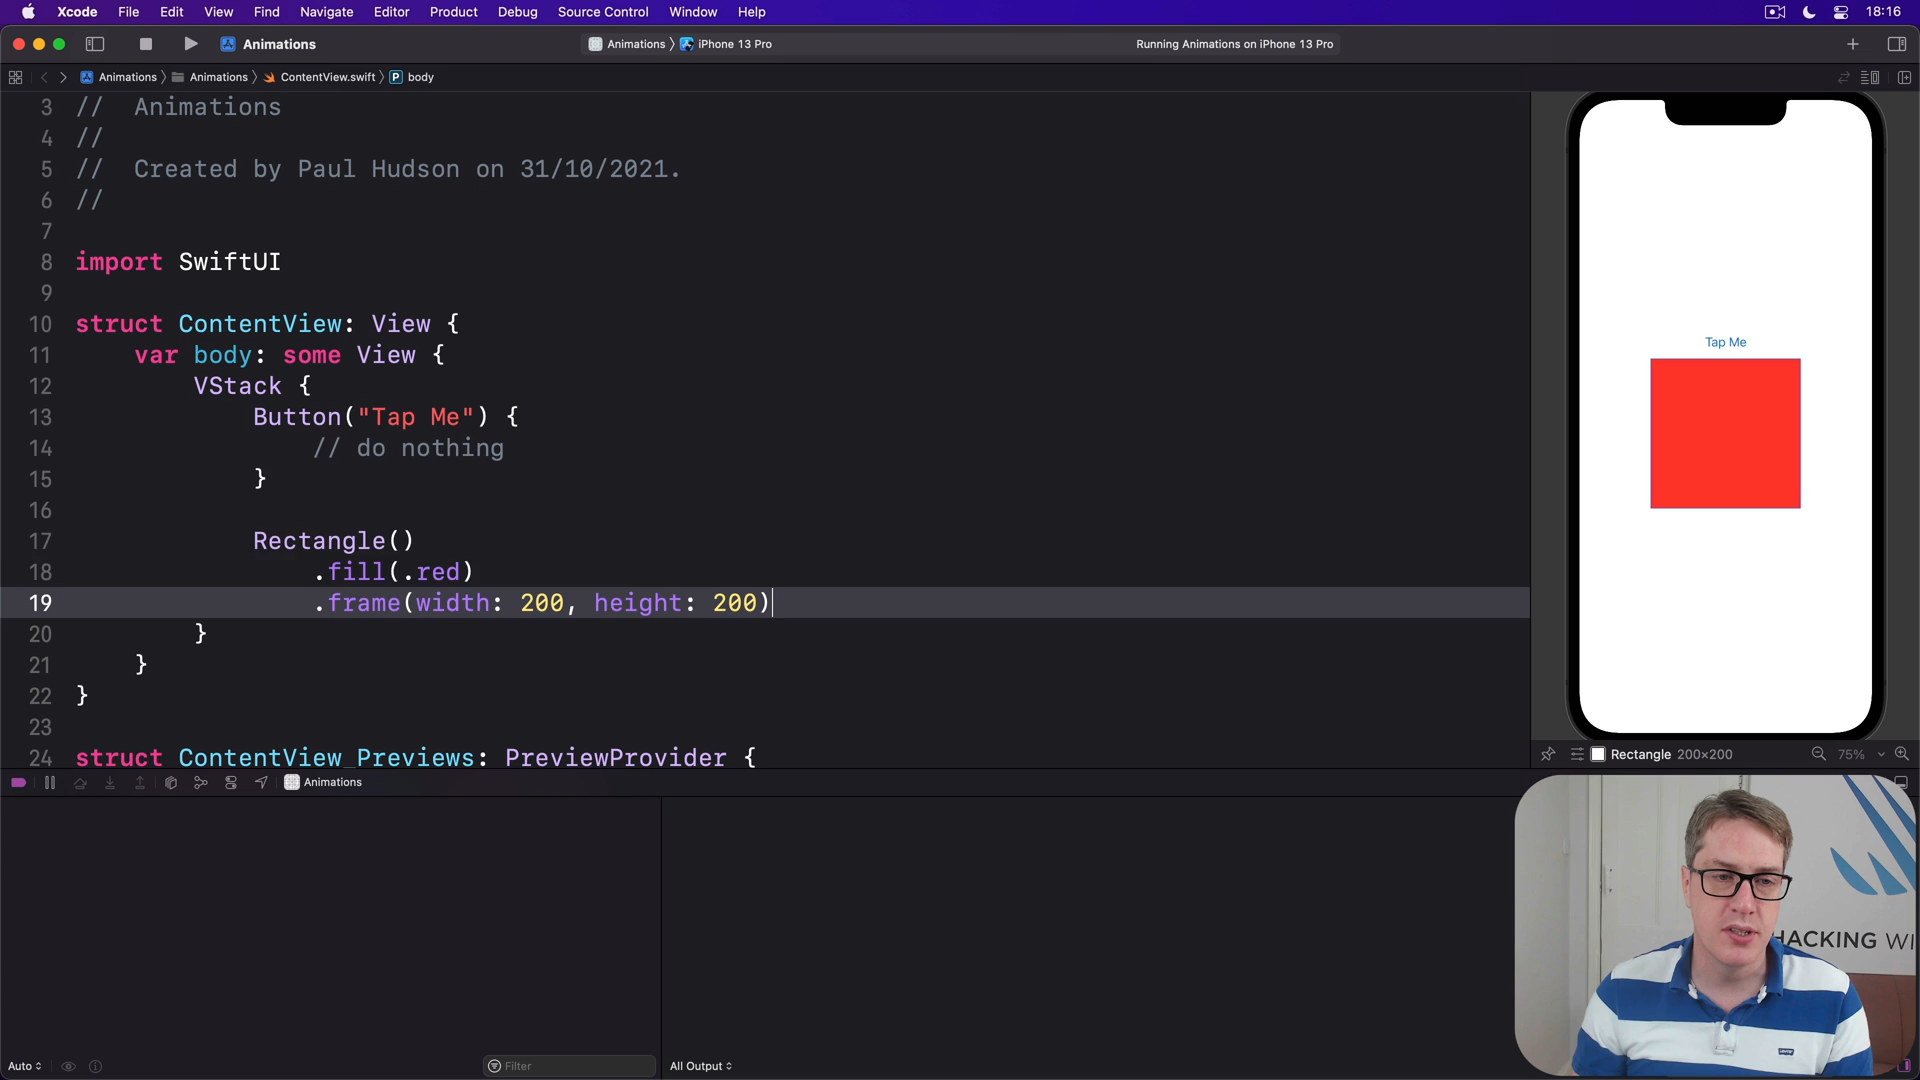 Xcode File Edit View Find Navigate Editor Product Debug Source Control Window Help 18:16
Animations Animations 〉 iPhone 13 Pro Running Animations on iPhone 13 Pro
Animations 〉 Animations 〉 ContentView.swift 〉 P body
3 //  Animations
4 //
5 //  Created by Paul Hudson on 31/10/2021.
6 //
7
8 import SwiftUI
9
10 struct ContentView: View {
11     var body: some View {
12         VStack {
13             Button("Tap Me") {
14                 // do nothing
15             }
16
17             Rectangle()
18                 .fill(.red)
19                 .frame(width: 200, height: 200)
20         }
21     }
22 }
23
24 struct ContentView_Previews: PreviewProvider {
Tap Me
Rectangle 200×200 75%
Animations
HACKING WI
Auto Filter All Output